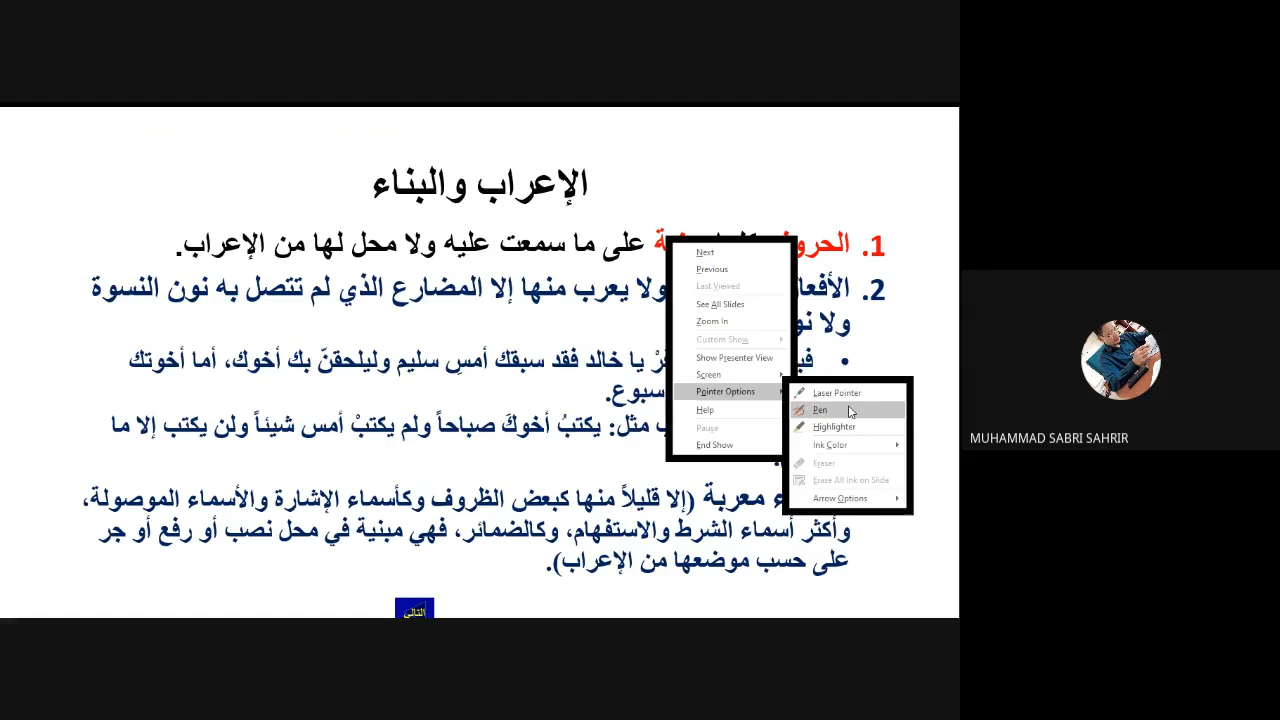 الإعراب والبناء
1. الحروف على ما سمعت عليه ولا محل لها من الإعراب.
2. الأفعال ولا يعرب منها إلا المضارع الذي لم تتصل به نون النسوة
ولا
• يا خالد فقد سبقك أمسِ سليم وليلحقنّ بك أخوك، أما أخوتك
سبوع.
مثل: يكتبُ أخوكَ صباحاً ولم يكتبْ أمس شيئاً ولن يكتب إلا ما
معربة (إلا قليلاً منها كبعض الظروف وكأسماء الإشارة والأسماء الموصولة،
وأكثر أسماء الشرط والاستفهام، وكالضمائر، فهي مبنية في محل نصب أو رفع أو جر
على حسب موضعها من الإعراب).
التالي
Next
Previous
Last Viewed
See All Slides
Zoom In
Custom Show
Show Presenter View
Screen
Pointer Options
Help
Pause
End Show
Laser Pointer
Pen
Highlighter
Ink Color
Eraser
Erase All Ink on Slide
Arrow Options
MUHAMMAD SABRI SAHRIR